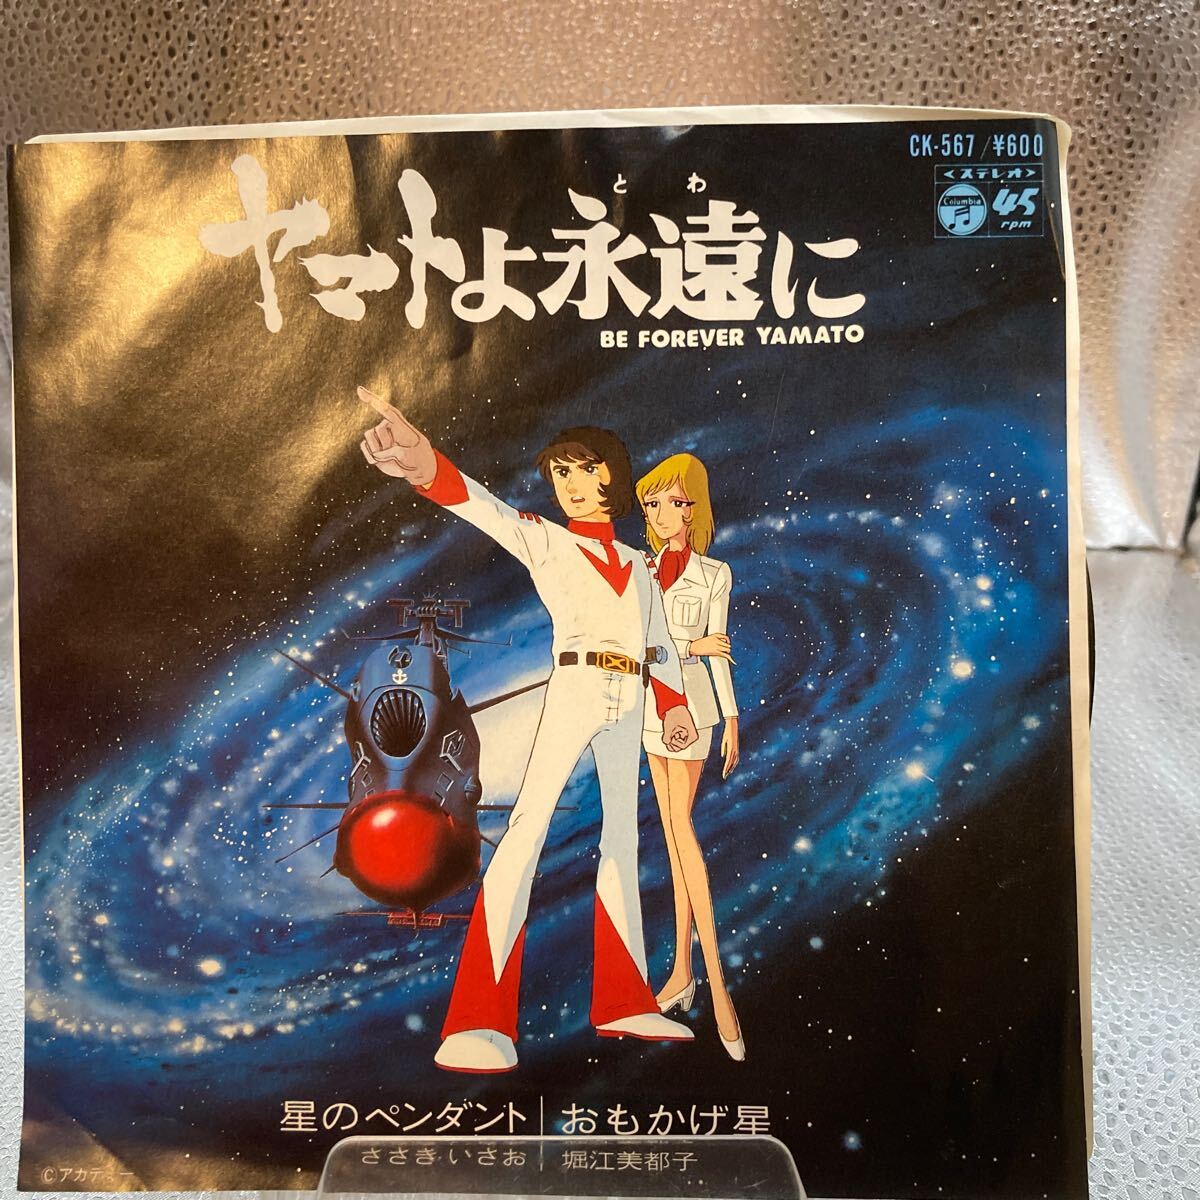 CK-567/¥600
<ステレオ>
Columbia
45
rpm
とわ
ヤマトよ永遠に
BE FOREVER YAMATO
星のペンダント|おもかげ星
ささきいさお|堀江美都子
©アカデミー